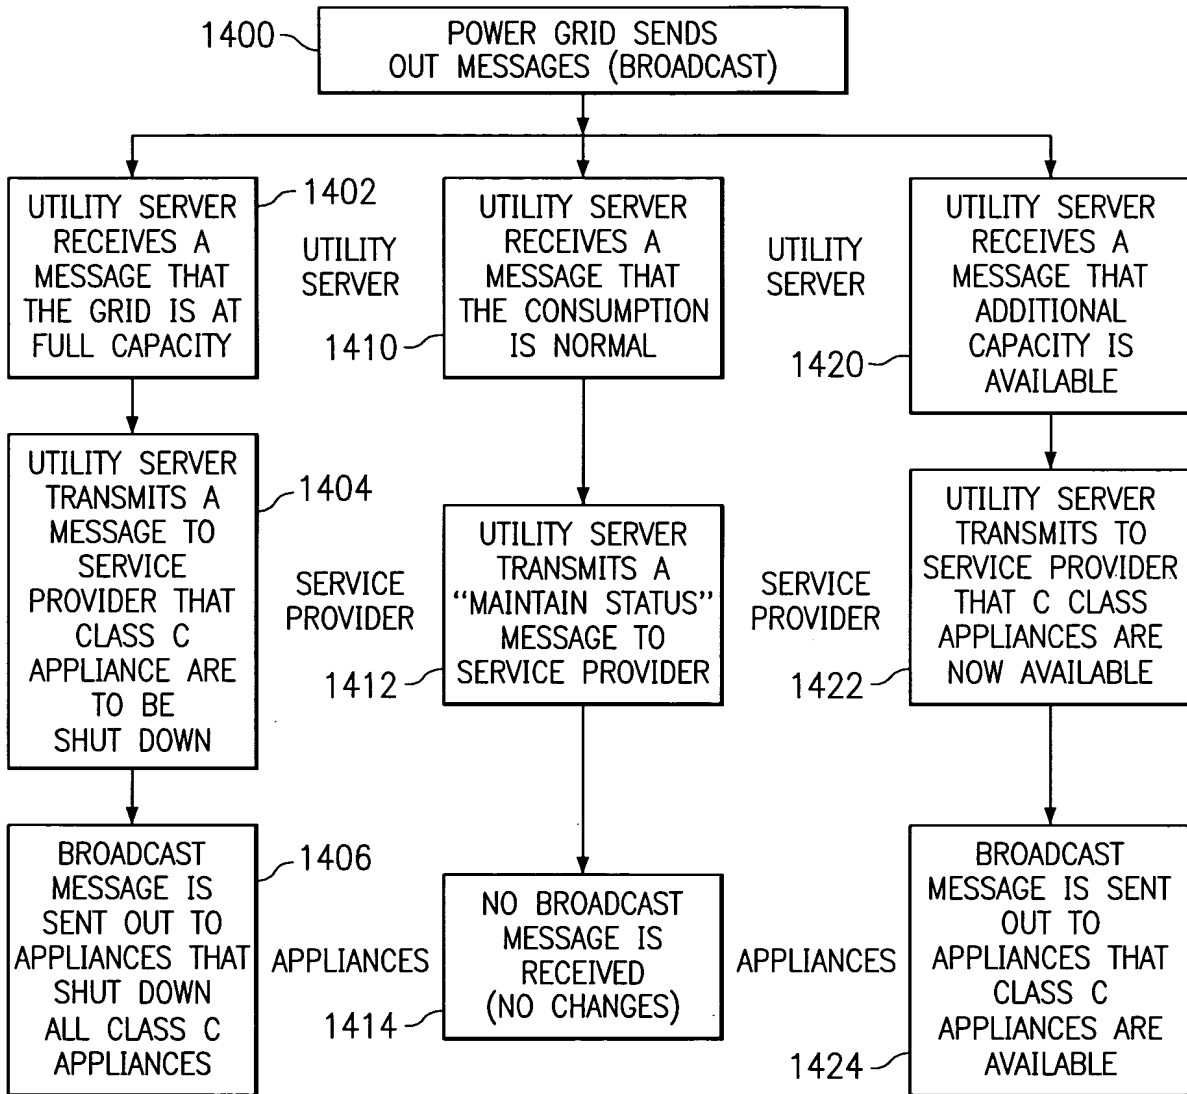 1400
POWER GRID SENDS
OUT MESSAGES (BROADCAST)
UTILITY SERVER
RECEIVES A
MESSAGE THAT
THE GRID IS AT
FULL CAPACITY
1402
UTILITY SERVER
TRANSMITS A
MESSAGE TO
SERVICE
PROVIDER THAT
CLASS C
APPLIANCE ARE
TO BE
SHUT DOWN
1404
BROADCAST
MESSAGE IS
SENT OUT TO
APPLIANCES THAT
SHUT DOWN
ALL CLASS C
APPLIANCES
1406
UTILITY
SERVER
SERVICE
PROVIDER
APPLIANCES
UTILITY SERVER
RECEIVES A
MESSAGE THAT
THE CONSUMPTION
IS NORMAL
1410
UTILITY SERVER
TRANSMITS A
"MAINTAIN STATUS"
MESSAGE TO
SERVICE PROVIDER
1412
NO BROADCAST
MESSAGE IS
RECEIVED
(NO CHANGES)
1414
UTILITY
SERVER
SERVICE
PROVIDER
APPLIANCES
UTILITY SERVER
RECEIVES A
MESSAGE THAT
ADDITIONAL
CAPACITY IS
AVAILABLE
1420
UTILITY SERVER
TRANSMITS TO
SERVICE PROVIDER
THAT C CLASS
APPLIANCES ARE
NOW AVAILABLE
1422
BROADCAST
MESSAGE IS SENT
OUT TO
APPLIANCES THAT
CLASS C
APPLIANCES ARE
AVAILABLE
1424